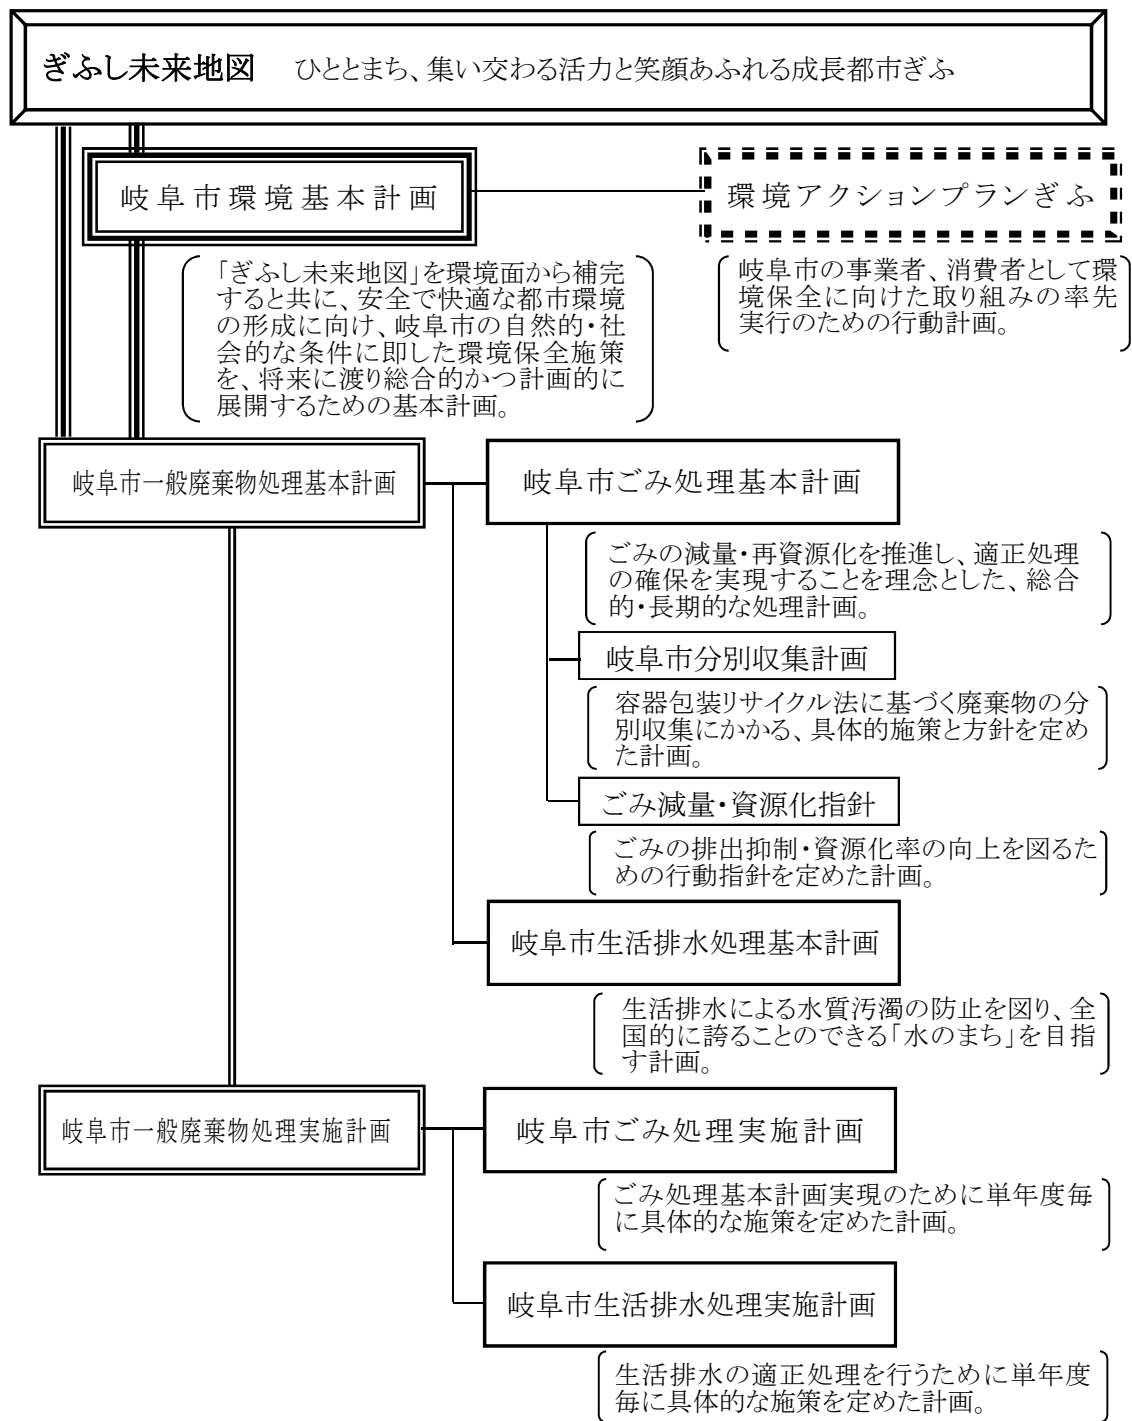 ぎふし未来地図 ひととまち、集い交わる活力と笑顔あふれる成長都市ぎふ
岐阜市環境基本計画
環境アクションプランぎふ
「ぎふし未来地図」を環境面から補完
すると共に、安全で快適な都市環境
の形成に向け、岐阜市の自然的・社
会的な条件に即した環境保全施策
を、将来に渡り総合的かつ計画的に
展開するための基本計画。
岐阜市の事業者、消費者として環
境保全に向けた取り組みの率先
実行のための行動計画。
岐阜市一般廃棄物処理基本計画
岐阜市ごみ処理基本計画
ごみの減量・再資源化を推進し、適正処理
の確保を実現することを理念とした、総合
的・長期的な処理計画。
岐阜市分別収集計画
容器包装リサイクル法に基づく廃棄物の分
別収集にかかる、具体的施策と方針を定め
た計画。
ごみ減量・資源化指針
ごみの排出抑制・資源化率の向上を図るた
めの行動指針を定めた計画。
岐阜市生活排水処理基本計画
生活排水による水質汚濁の防止を図り、全
国的に誇ることのできる「水のまち」を目指
す計画。
岐阜市一般廃棄物処理実施計画
岐阜市ごみ処理実施計画
ごみ処理基本計画実現のために単年度毎
に具体的な施策を定めた計画。
岐阜市生活排水処理実施計画
生活排水の適正処理を行うために単年度
毎に具体的な施策を定めた計画。